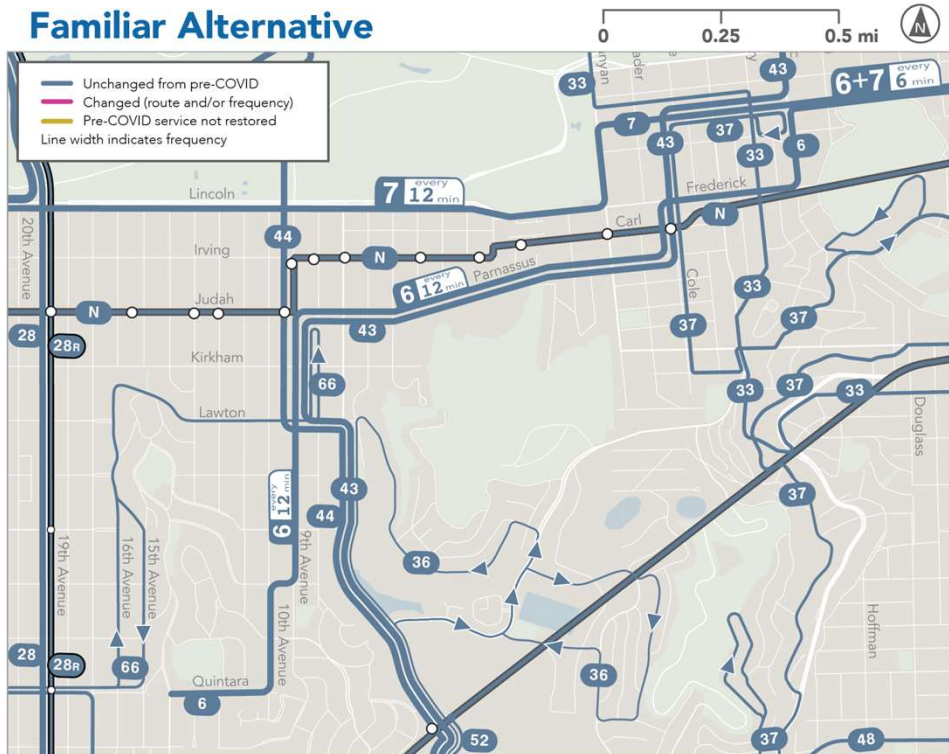 Familiar Alternative
0 0.25 0.5 mi
N
Unchanged from pre-COVID
Changed (route and/or frequency)
Pre-COVID service not restored
Line width indicates frequency
33
43
6+7 every 6 min
7
37
43
33
6
Lincoln
7 every 12 min
Frederick
20th Avenue
44
Carl
N
Irving
N
Parnassus
6 every 12 min
Cole
33
Judah
N
43
37
37
28
28R
Kirkham
66
33
37
33
Lawton
Douglass
43
6 every 12 min
44
37
19th Avenue
16th Avenue
15th Avenue
9th Avenue
36
10th Avenue
Hoffman
28
28R
66
Quintara
6
36
52
37
48